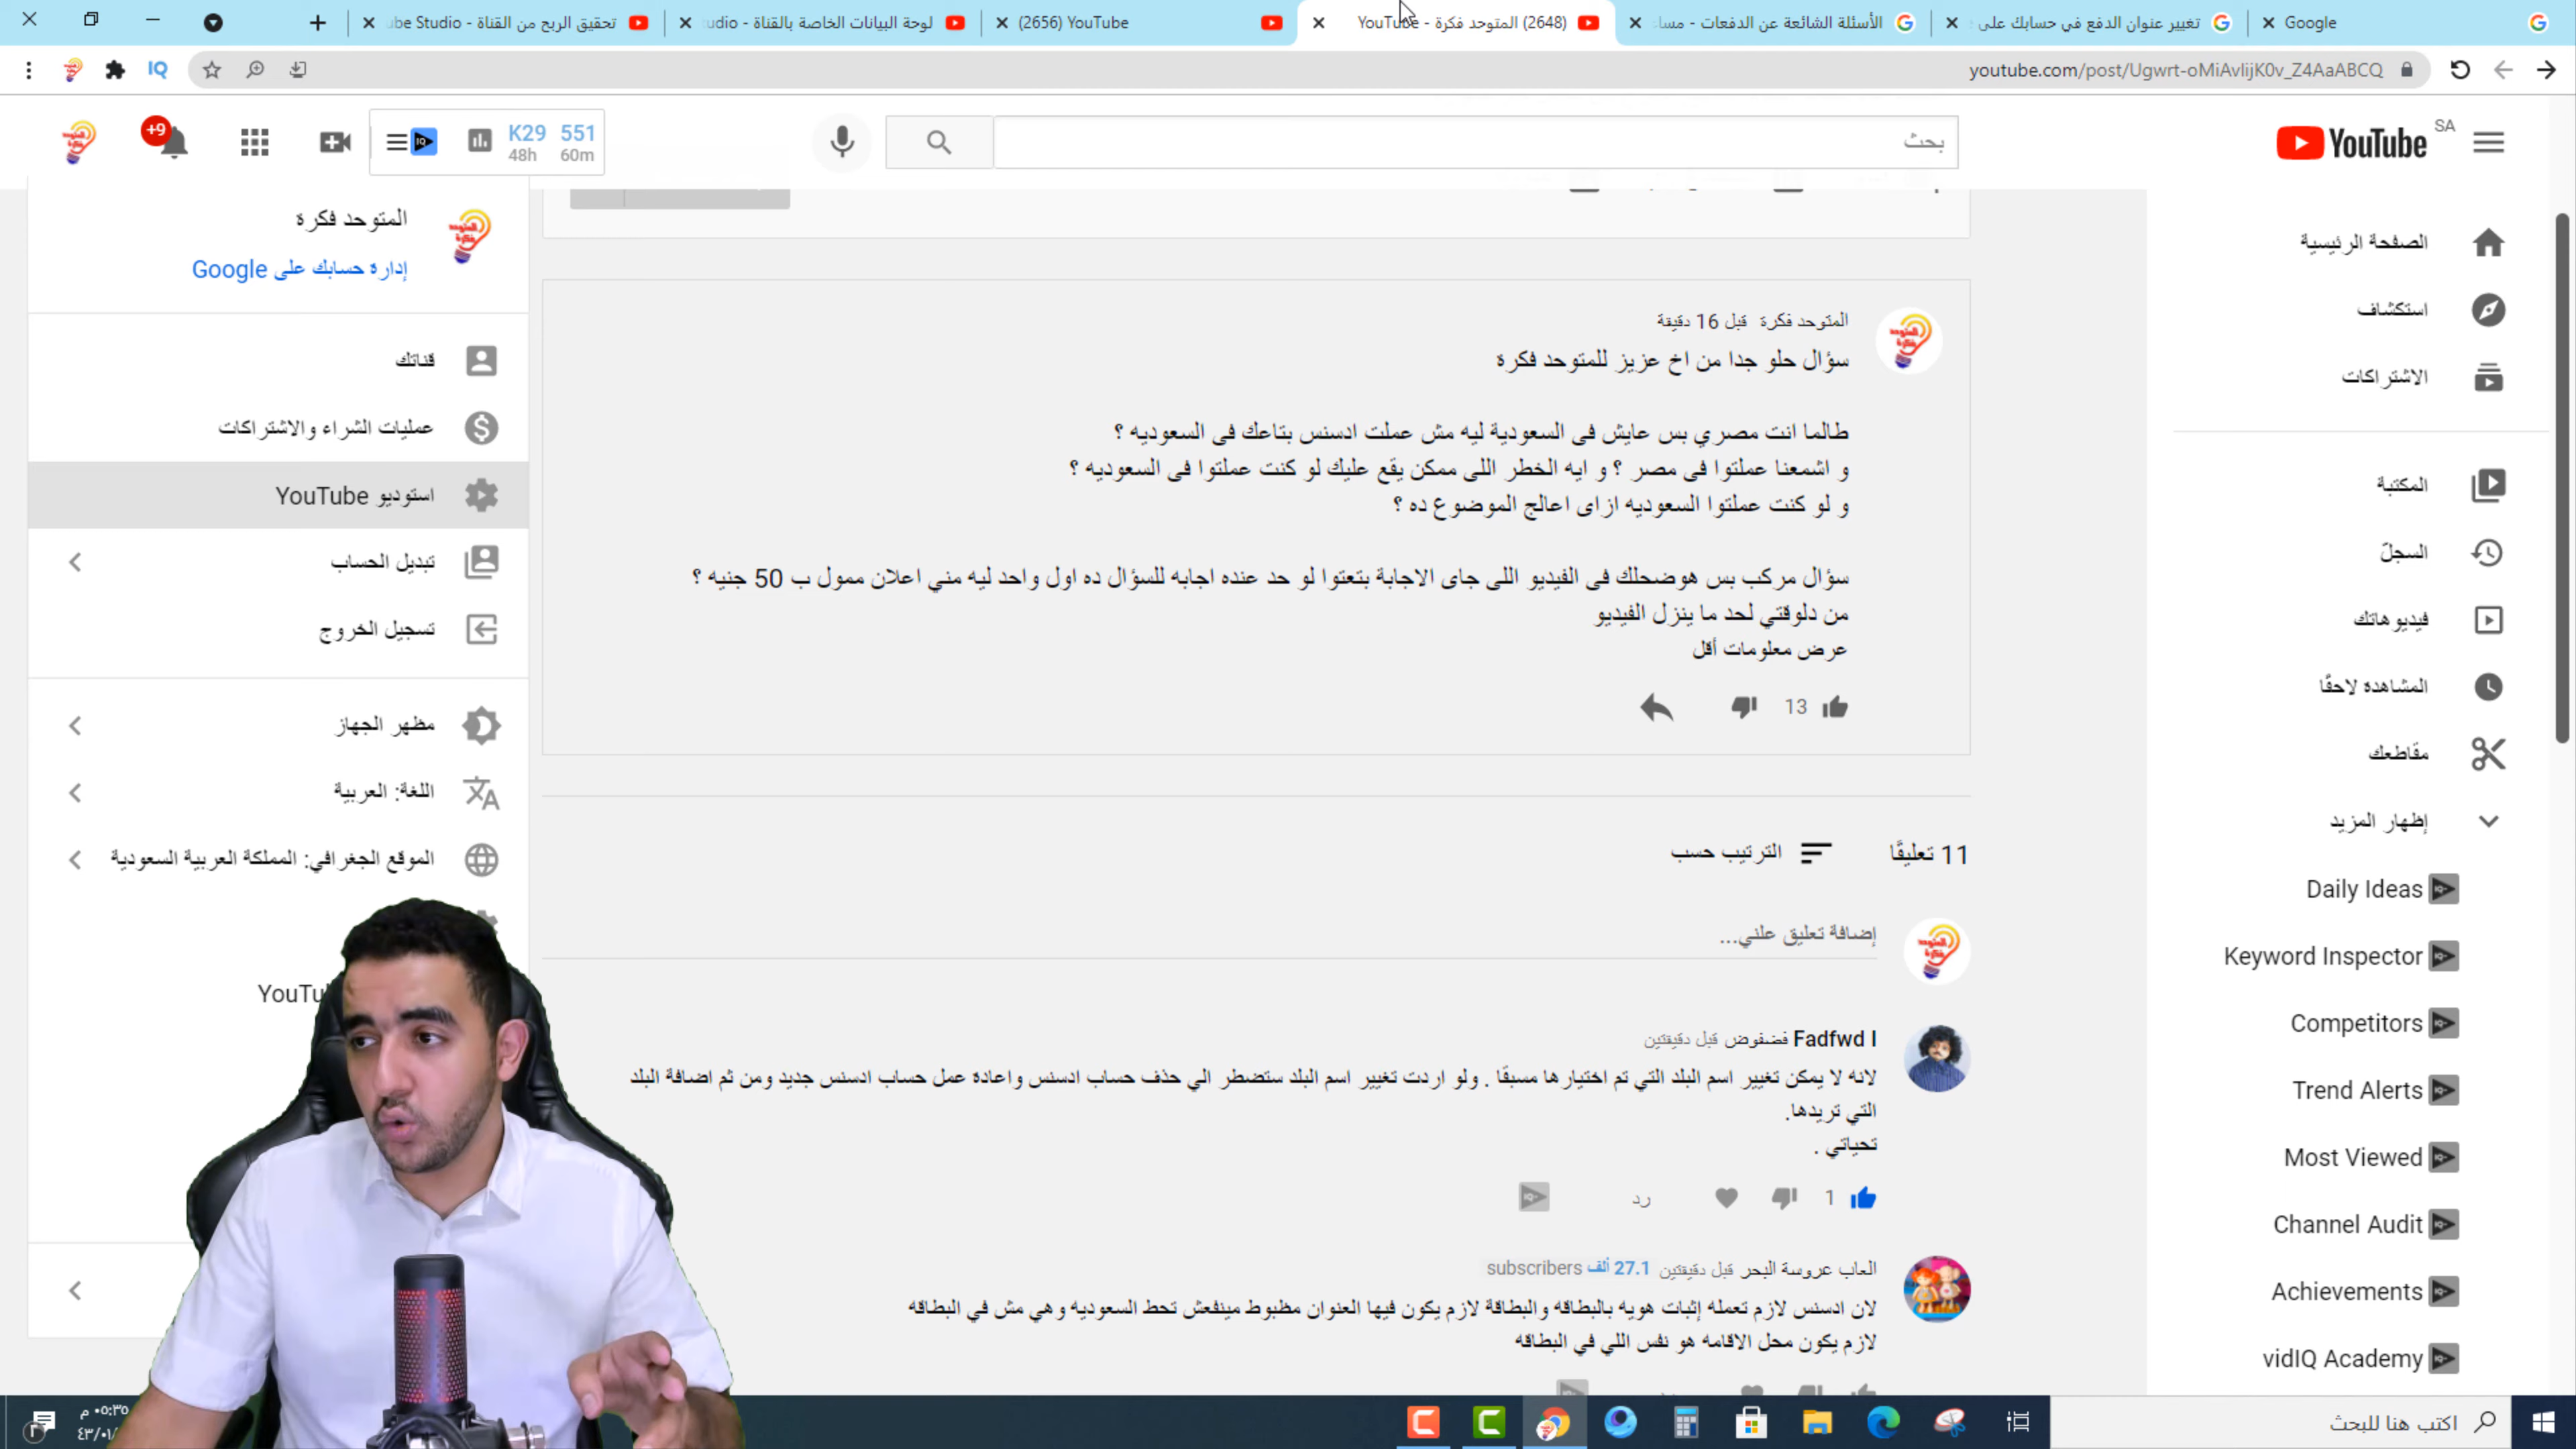 Google
تغيير عنوان الدفع في حسابك على
الأسئلة الشائعة عن الدفعات - مسا
(2648) المتوحد فكرة - YouTube
(2656) YouTube
لوحة البيانات الخاصة بالقناة - udio
تحقيق الربح من القناة - ube Studio
youtube.com/post/Ugwrt-oMiAvIijK0v_Z4AaABCQ
IQ
YouTube SA
بحث
K29 551
48h 60m
+9
الصفحة الرئيسية
استكشاف
الاشتراكات
المكتبة
السجلّ
فيديوهاتك
المشاهدة لاحقًا
مقاطعك
إظهار المزيد
Daily Ideas
Keyword Inspector
Competitors
Trend Alerts
Most Viewed
Channel Audit
Achievements
vidIQ Academy
المتوحد فكرة قبل 16 دقيقة
سؤال حلو جدا من اخ عزيز للمتوحد فكرة
طالما انت مصري بس عايش فى السعودية ليه مش عملت ادسنس بتاعك فى السعوديه ؟
و اشمعنا عملتوا فى مصر ؟ و ايه الخطر اللى ممكن يقع عليك لو كنت عملتوا فى السعوديه ؟
و لو كنت عملتوا السعوديه ازاى اعالج الموضوع ده ؟
سؤال مركب بس هوضحلك فى الفيديو اللى جاى الاجابة بتعتوا لو حد عنده اجابه للسؤال ده اول واحد ليه مني اعلان ممول ب 50 جنيه ؟
من دلوقتي لحد ما ينزل الفيديو
عرض معلومات أقل
13
11 تعليقًا
الترتيب حسب
إضافة تعليق علني...
Fadfwd I فضفوض قبل دقيقتين
لانه لا يمكن تغيير اسم البلد التي تم اختيارها مسبقا . ولو اردت تغيير اسم البلد ستضطر الي حذف حساب ادسنس واعادة عمل حساب ادسنس جديد ومن ثم اضافة البلد
التي تريدها.
تحياتي .
1
رد
العاب عروسة البحر قبل دقيقتين 27.1 ألف subscribers
لان ادسنس لازم تعمله إثبات هويه بالبطاقه والبطاقة لازم يكون فيها العنوان مظبوط مينفعش تحط السعوديه وهي مش في البطاقه
لازم يكون محل الاقامه هو نفس اللي في البطاقه
المتوحد فكرة
إدارة حسابك على Google
قناتك
عمليات الشراء والاشتراكات
استوديو YouTube
تبديل الحساب
تسجيل الخروج
مظهر الجهاز
اللغة: العربية
الموقع الجغرافي: المملكة العربية السعودية
YouTu
اكتب هنا للبحث
٠٥:٣٥ م